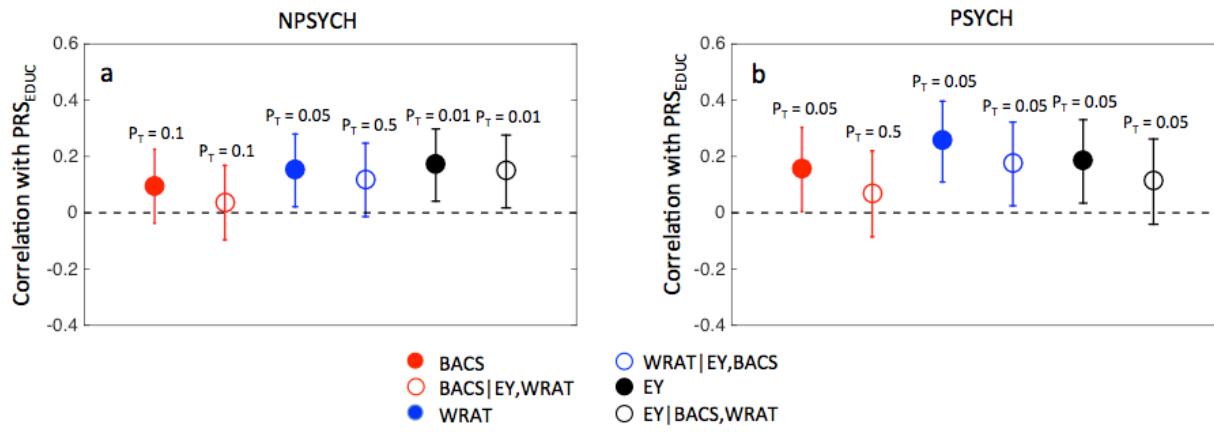 NPSYCH
a
Correlation with PRS_EDUC
0.6
0.4
0.2
0
-0.2
-0.4
P_T = 0.1
P_T = 0.1
P_T = 0.05
P_T = 0.5
P_T = 0.01
P_T = 0.01
PSYCH
b
Correlation with PRS_EDUC
0.6
0.4
0.2
0
-0.2
-0.4
P_T = 0.05
P_T = 0.5
P_T = 0.05
P_T = 0.05
P_T = 0.05
P_T = 0.05
BACS
BACS|EY,WRAT
WRAT
WRAT|EY,BACS
EY
EY|BACS,WRAT